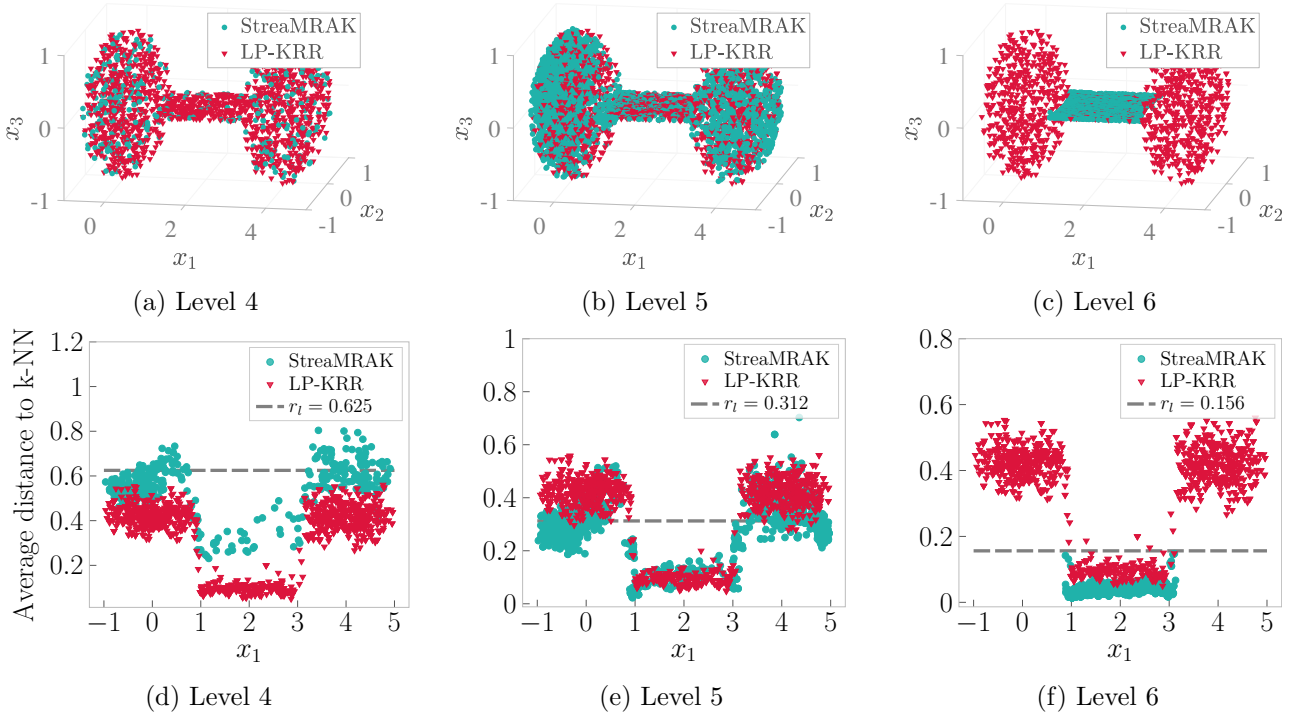 StreaMRAK
LP-KRR
1
0
-1
x3
0
2
4
x1
1
0
-1
x2
(a) Level 4
StreaMRAK
LP-KRR
1
0
-1
x3
0
2
4
x1
1
0
-1
x2
(b) Level 5
StreaMRAK
LP-KRR
1
0
-1
x3
0
2
4
x1
1
0
-1
x2
(c) Level 6
Average distance to k-NN
1.2
1
0.8
0.6
0.4
0.2
StreaMRAK
LP-KRR
r_l = 0.625
−1 0 1 2 3 4 5
x1
(d) Level 4
1
0.8
0.6
0.4
0.2
0
StreaMRAK
LP-KRR
r_l = 0.312
−1 0 1 2 3 4 5
x1
(e) Level 5
0.8
0.6
0.4
0.2
0
StreaMRAK
LP-KRR
r_l = 0.156
−1 0 1 2 3 4 5
x1
(f) Level 6